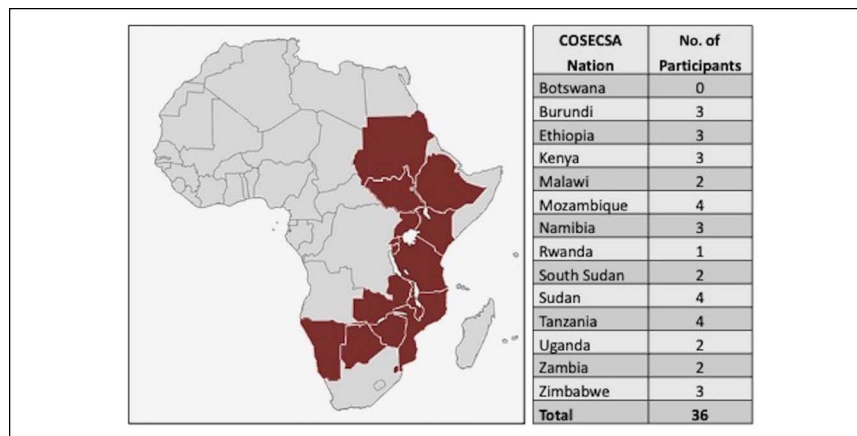 COSECSA No. of
Nation Participants
Botswana 0
Burundi 3
Ethiopia 3
Kenya 3
Malawi 2
Mozambique 4
Namibia 3
Rwanda 1
South Sudan 2
Sudan 4
Tanzania 4
Uganda 2
Zambia 2
Zimbabwe 3
Total 36